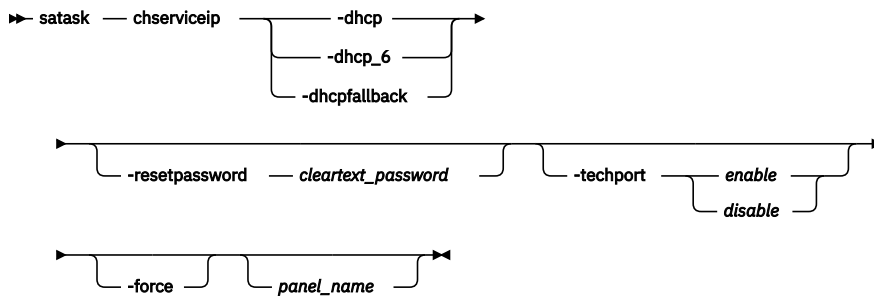 satask chserviceip -dhcp
-dhcp_6
-dhcpfallback
-resetpassword cleartext_password -techport enable
disable
-force panel_name